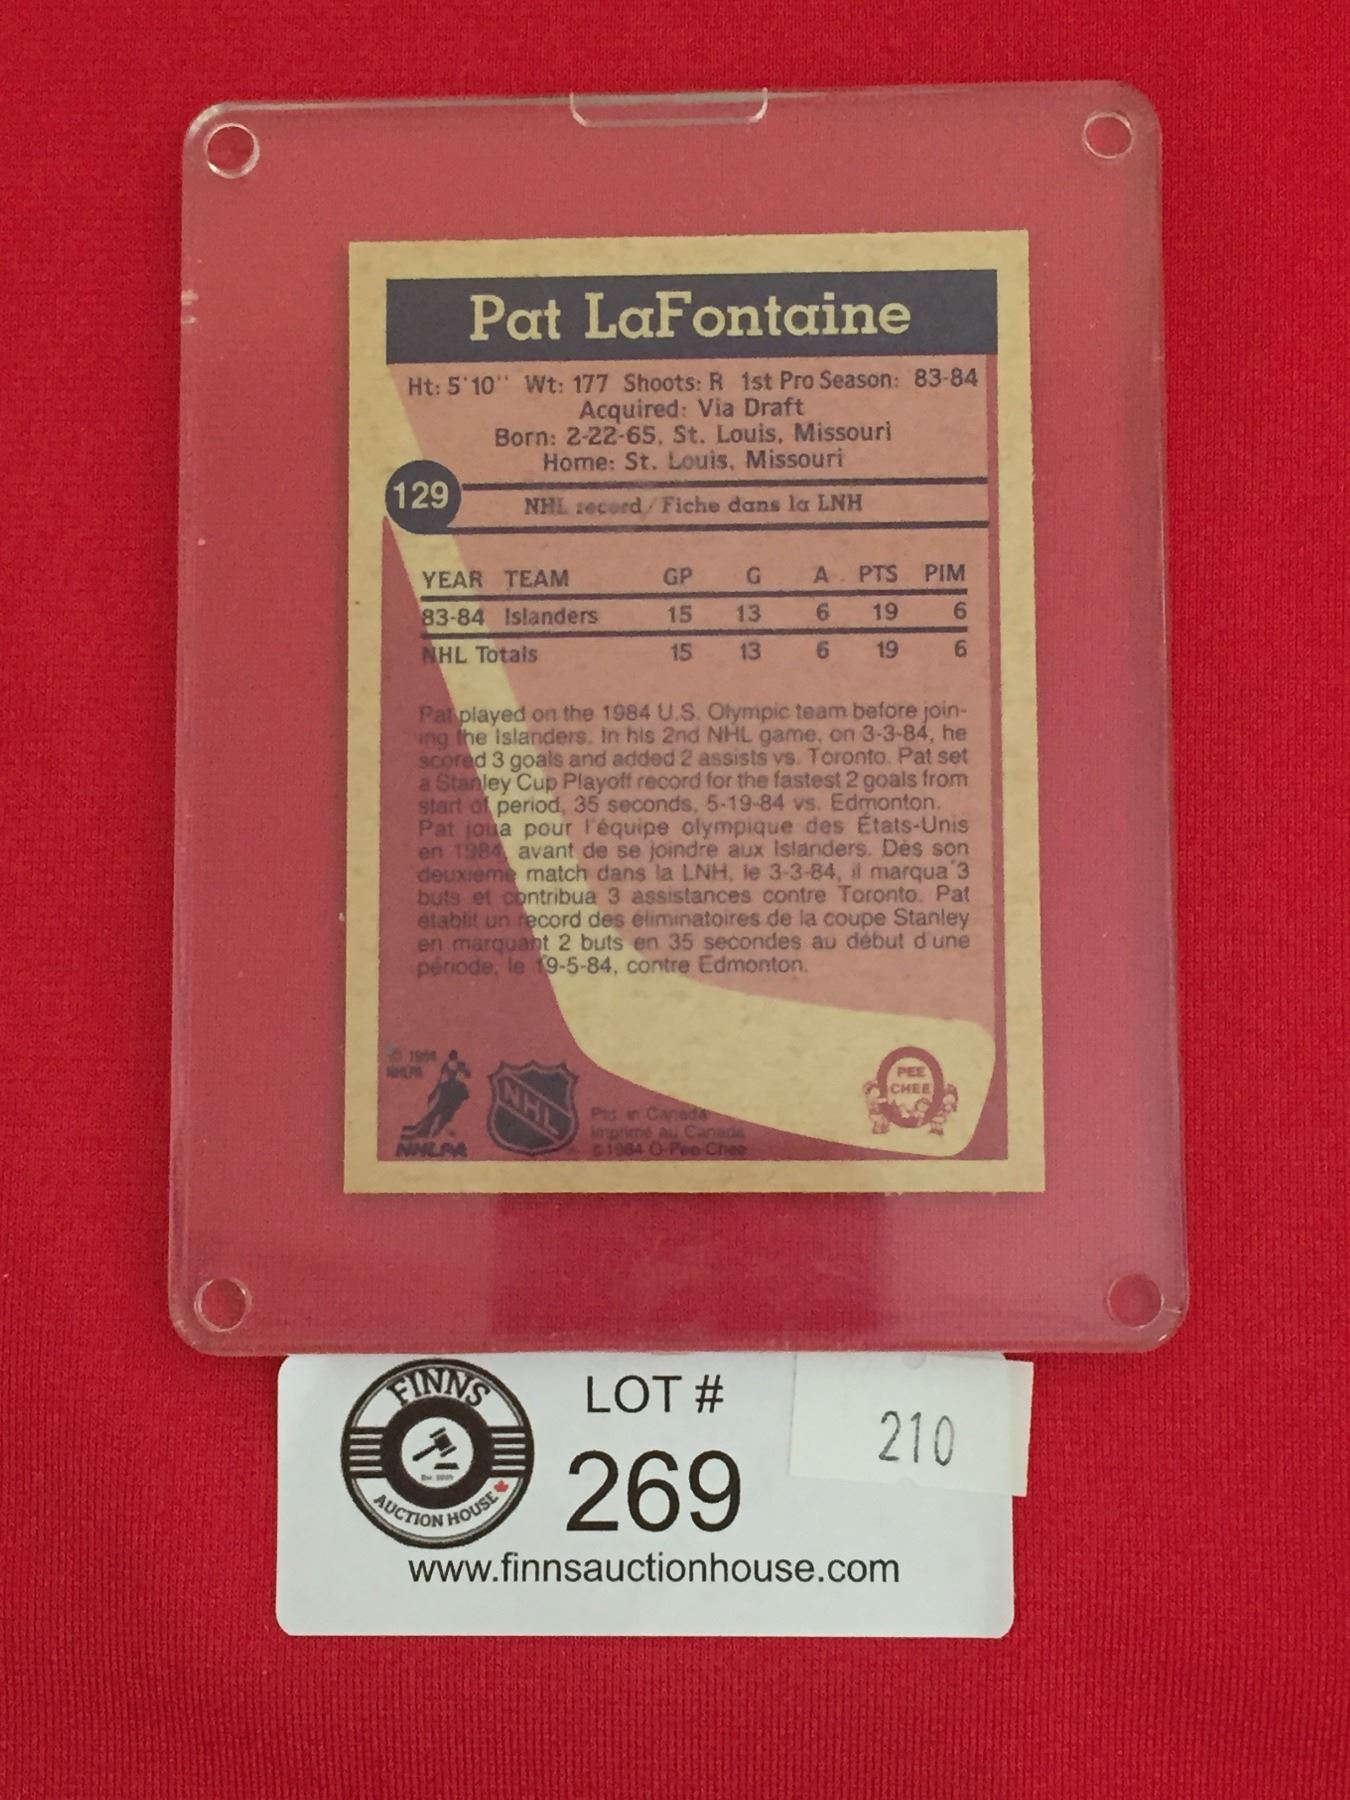 Pat LaFontaine
Ht: 5'10" Wt: 177 Shoots: R 1st Pro Season: 83-84
Acquired: Via Draft
Born: 2-22-65, St. Louis, Missouri
Home: St. Louis, Missouri
129
NHL record/Fiche dans la LNH
YEAR TEAM GP G A PTS PIM
83-84 Islanders 15 13 6 19 6
NHL Totals 15 13 6 19 6
Pat played on the 1984 U.S. Olympic team before join-
ing the Islanders. In his 2nd NHL game, on 3-3-84, he
scored 3 goals and added 2 assists vs. Toronto. Pat set
a Stanley Cup Playoff record for the fastest 2 goals from
start of period, 35 seconds, 5-19-84 vs. Edmonton.
Pat joua pour l'équipe olympique des États-Unis
en 1984, avant de se joindre aux Islanders. Dès son
deuxième match dans la LNH, le 3-3-84, il marqua 3
buts et contribua 3 assistances contre Toronto. Pat
établit un record des éliminatoires de la coupe Stanley
en marquant 2 buts en 35 secondes au début d'une
période, le 19-5-84, contre Edmonton.
© 1984
NHLPA
NHLPA
NHL
Ptd. in Canada
Imprimé au Canada
©1984 O-Pee-Chee
PEE
CHEE
FINNS
Est. 2009
AUCTION HOUSE
LOT #
269
210
www.finnsauctionhouse.com